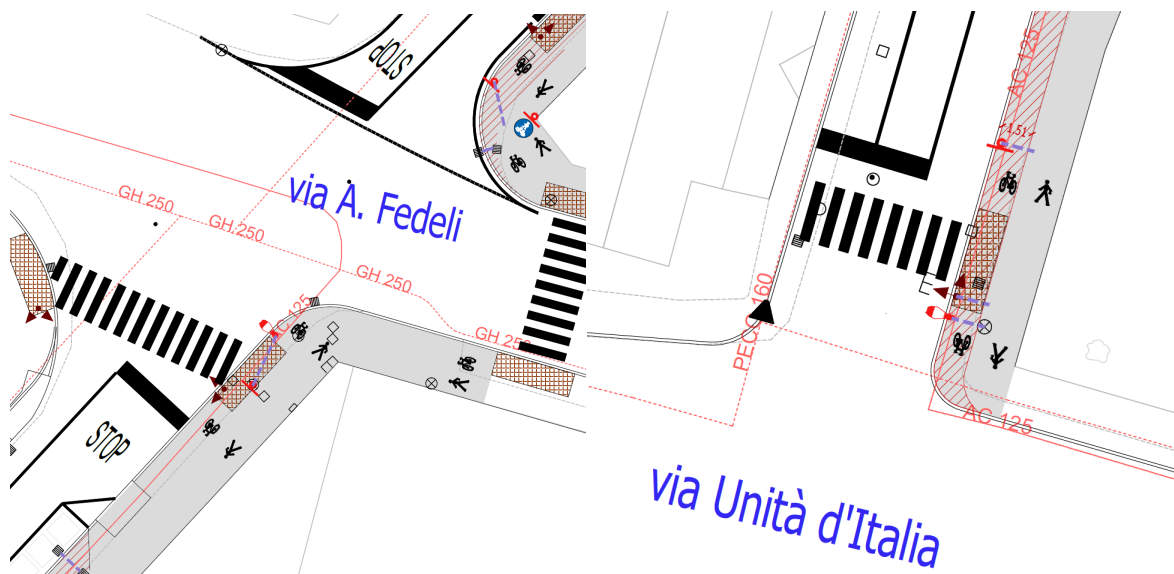 STOP
via A. Fedeli
GH 250
GH 250
GH 250
GH 250
AC 125
STOP
AC 125
1.51
PEC 160
AC 125
via Unità d'Italia